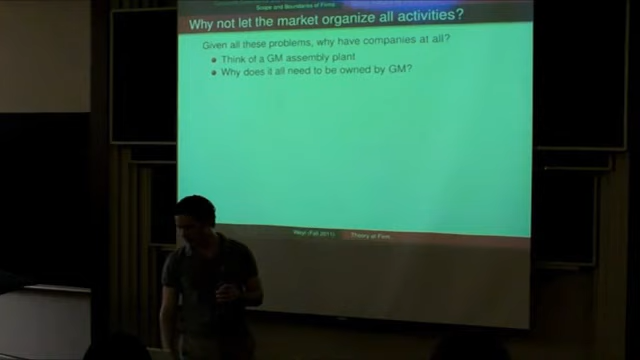 Scope and Boundaries of Firms
Why not let the market organize all activities?
Given all these problems, why have companies at all?
Think of a GM assembly plant
Why does it all need to be owned by GM?
Weyl (Fall 2011) Theory of Firm